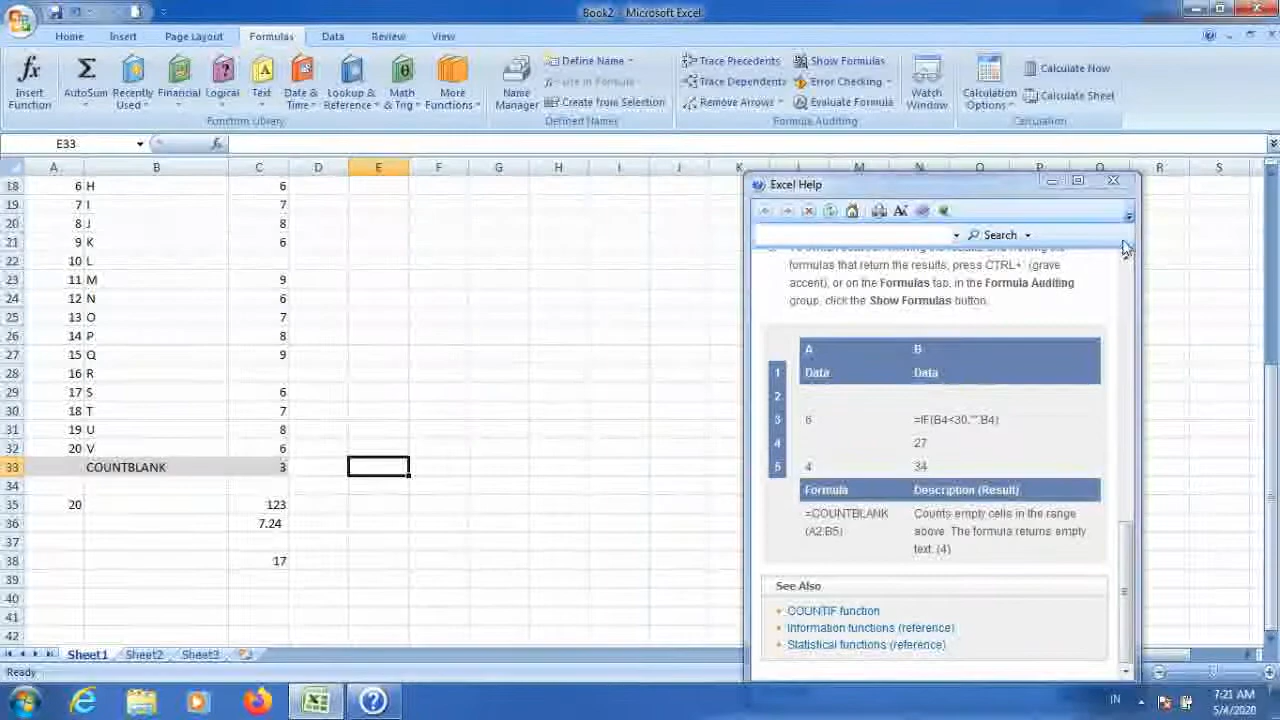 Book2 - Microsoft Excel
Home Insert Page Layout Formulas Data Review View
Insert Function
AutoSum
Recently Used
Financial
Logical
Text
Date & Time
Lookup & Reference
Math & Trig
More Functions
Function Library
Name Manager
Define Name
Use in Formula
Create from Selection
Defined Names
Trace Precedents
Trace Dependents
Remove Arrows
Show Formulas
Error Checking
Evaluate Formula
Formula Auditing
Watch Window
Calculation Options
Calculate Now
Calculate Sheet
Calculation
E33 fx
A B C D E F G H I J K L M N O P Q R S
18 6 H 6
19 7 I 7
20 8 J 8
21 9 K 6
22 10 L
23 11 M 9
24 12 N 6
25 13 O 7
26 14 P 8
27 15 Q 9
28 16 R
29 17 S 6
30 18 T 7
31 19 U 8
32 20 V 6
33 COUNTBLANK 3
34
35 20 123
36 7.24
37
38 17
39
40
41
42
Excel Help
Search
formulas that return the results, press CTRL+` (grave
accent), or on the Formulas tab, in the Formula Auditing
group, click the Show Formulas button.
A B
1 Data Data
2
3 6 =IF(B4<30,"",B4)
4 27
5 4 34
Formula Description (Result)
=COUNTBLANK (A2:B5) Counts empty cells in the range
above. The formula returns empty
text. (4)
See Also
COUNTIF function
Information functions (reference)
Statistical functions (reference)
Sheet1 Sheet2 Sheet3
Ready
IN
7:21 AM
5/4/2020